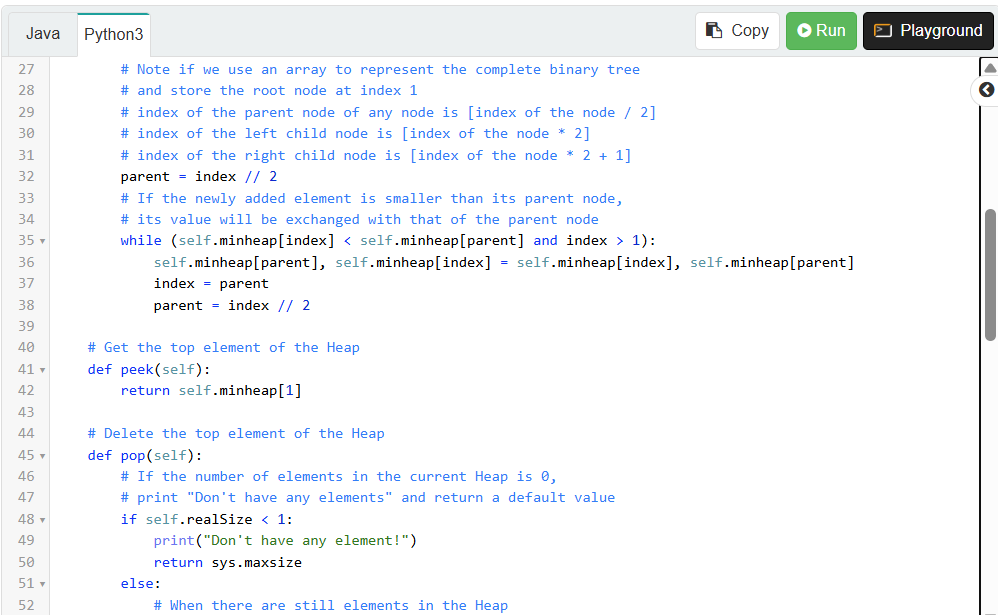 Java Python3 Copy Run Playground
27 # Note if we use an array to represent the complete binary tree
28 # and store the root node at index 1
29 # index of the parent node of any node is [index of the node / 2]
30 # index of the left child node is [index of the node * 2]
31 # index of the right child node is [index of the node * 2 + 1]
32 parent = index // 2
33 # If the newly added element is smaller than its parent node,
34 # its value will be exchanged with that of the parent node
35 while (self.minheap[index] < self.minheap[parent] and index > 1):
36 self.minheap[parent], self.minheap[index] = self.minheap[index], self.minheap[parent]
37 index = parent
38 parent = index // 2
39
40 # Get the top element of the Heap
41 def peek(self):
42 return self.minheap[1]
43
44 # Delete the top element of the Heap
45 def pop(self):
46 # If the number of elements in the current Heap is 0,
47 # print "Don't have any elements" and return a default value
48 if self.realSize < 1:
49 print("Don't have any element!")
50 return sys.maxsize
51 else:
52 # When there are still elements in the Heap